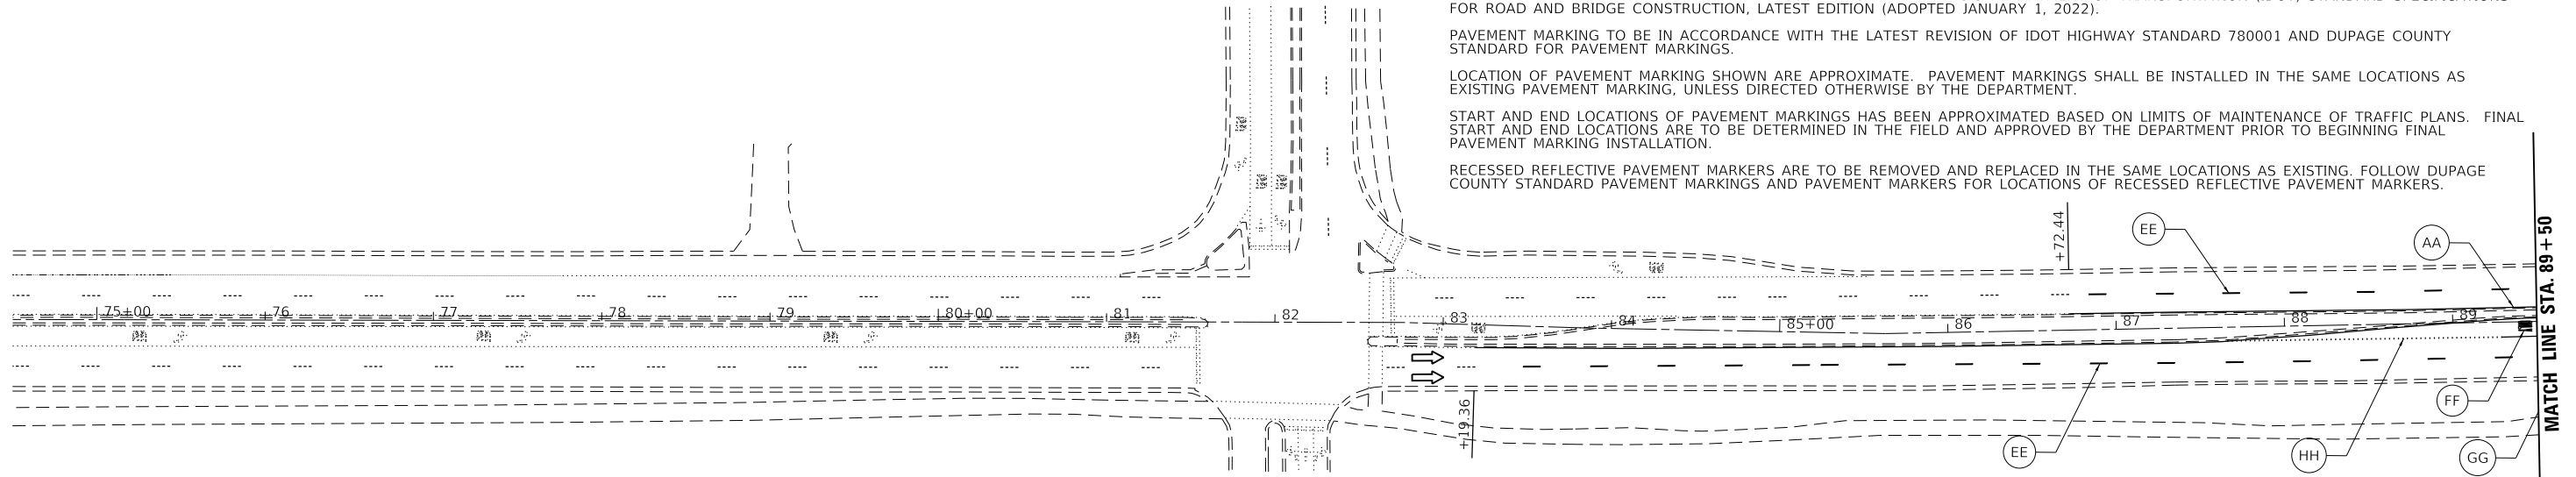 FOR ROAD AND BRIDGE CONSTRUCTION, LATEST EDITION (ADOPTED JANUARY 1, 2022).
PAVEMENT MARKING TO BE IN ACCORDANCE WITH THE LATEST REVISION OF IDOT HIGHWAY STANDARD 780001 AND DUPAGE COUNTY
STANDARD FOR PAVEMENT MARKINGS.
LOCATION OF PAVEMENT MARKING SHOWN ARE APPROXIMATE. PAVEMENT MARKINGS SHALL BE INSTALLED IN THE SAME LOCATIONS AS
EXISTING PAVEMENT MARKING, UNLESS DIRECTED OTHERWISE BY THE DEPARTMENT.
START AND END LOCATIONS OF PAVEMENT MARKINGS HAS BEEN APPROXIMATED BASED ON LIMITS OF MAINTENANCE OF TRAFFIC PLANS. FINAL
START AND END LOCATIONS ARE TO BE DETERMINED IN THE FIELD AND APPROVED BY THE DEPARTMENT PRIOR TO BEGINNING FINAL
PAVEMENT MARKING INSTALLATION.
RECESSED REFLECTIVE PAVEMENT MARKERS ARE TO BE REMOVED AND REPLACED IN THE SAME LOCATIONS AS EXISTING. FOLLOW DUPAGE
COUNTY STANDARD PAVEMENT MARKINGS AND PAVEMENT MARKERS FOR LOCATIONS OF RECESSED REFLECTIVE PAVEMENT MARKERS.
+72.44
EE
AA
MATCH LINE STA. 89+50
75+00
76
77
78
79
80+00
81
82
83
84
85+00
86
87
88
89
+19.36
EE
HH
FF
GG